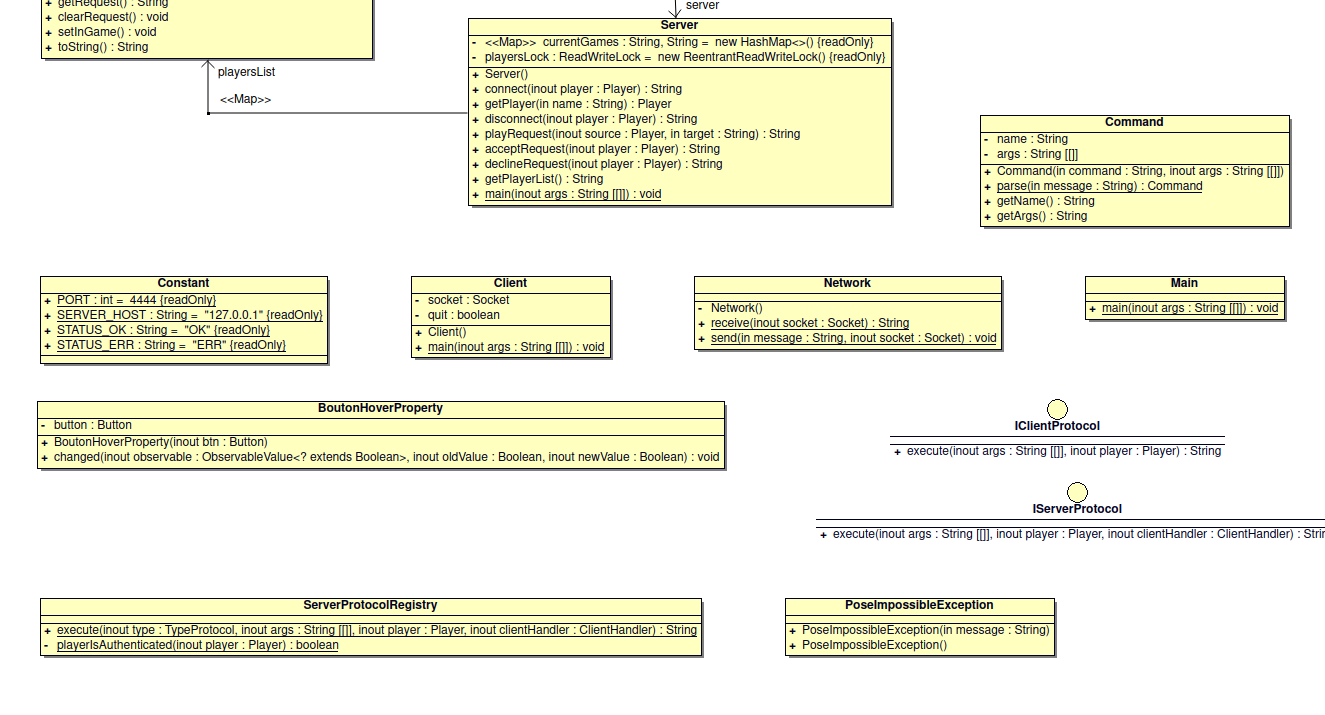 + getRequest() : String
+ clearRequest() : void
+ setInGame() : void
+ toString() : String
server
playersList
<<Map>>
Server
- <<Map>> currentGames : String, String = new HashMap<>() {readOnly}
- playersLock : ReadWriteLock = new ReentrantReadWriteLock() {readOnly}
+ Server()
+ connect(inout player : Player) : String
+ getPlayer(in name : String) : Player
+ disconnect(inout player : Player) : String
+ playRequest(inout source : Player, in target : String) : String
+ acceptRequest(inout player : Player) : String
+ declineRequest(inout player : Player) : String
+ getPlayerList() : String
+ main(inout args : String [[]]) : void
Command
- name : String
- args : String [[]]
+ Command(in command : String, inout args : String [[]])
+ parse(in message : String) : Command
+ getName() : String
+ getArgs() : String
Constant
+ PORT : int = 4444 {readOnly}
+ SERVER_HOST : String = "127.0.0.1" {readOnly}
+ STATUS_OK : String = "OK" {readOnly}
+ STATUS_ERR : String = "ERR" {readOnly}
Client
- socket : Socket
- quit : boolean
+ Client()
+ main(inout args : String [[]]) : void
Network
- Network()
+ receive(inout socket : Socket) : String
+ send(in message : String, inout socket : Socket) : void
Main
+ main(inout args : String [[]]) : void
BoutonHoverProperty
- button : Button
+ BoutonHoverProperty(inout btn : Button)
+ changed(inout observable : ObservableValue<? extends Boolean>, inout oldValue : Boolean, inout newValue : Boolean) : void
IClientProtocol
+ execute(inout args : String [[]], inout player : Player) : String
IServerProtocol
+ execute(inout args : String [[]], inout player : Player, inout clientHandler : ClientHandler) : Strin
ServerProtocolRegistry
+ execute(inout type : TypeProtocol, inout args : String [[]], inout player : Player, inout clientHandler : ClientHandler) : String
- playerIsAuthenticated(inout player : Player) : boolean
PoseImpossibleException
+ PoseImpossibleException(in message : String)
+ PoseImpossibleException()